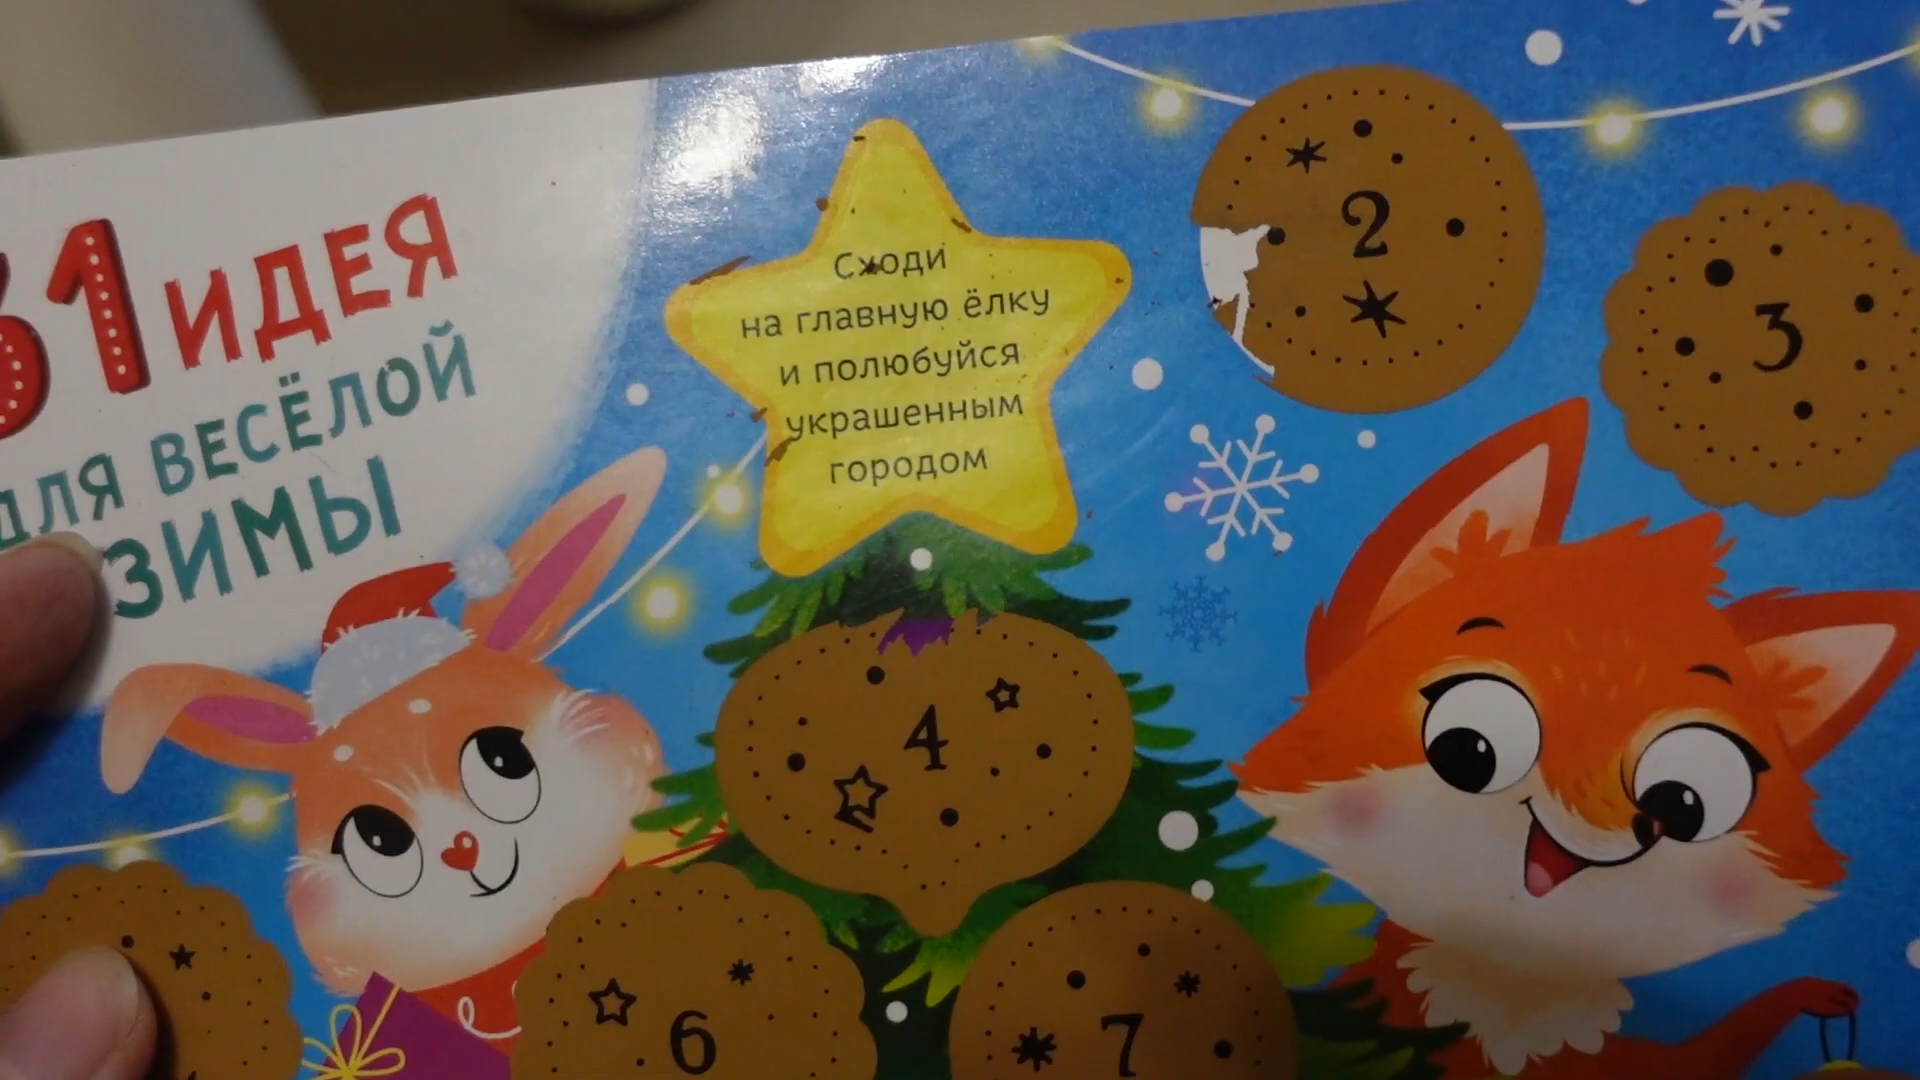 31 ИДЕЯ
ДЛЯ ВЕСЁЛОЙ
ЗИМЫ
Сходи
на главную ёлку
и полюбуйся
украшенным
городом
2
3
4
6
7